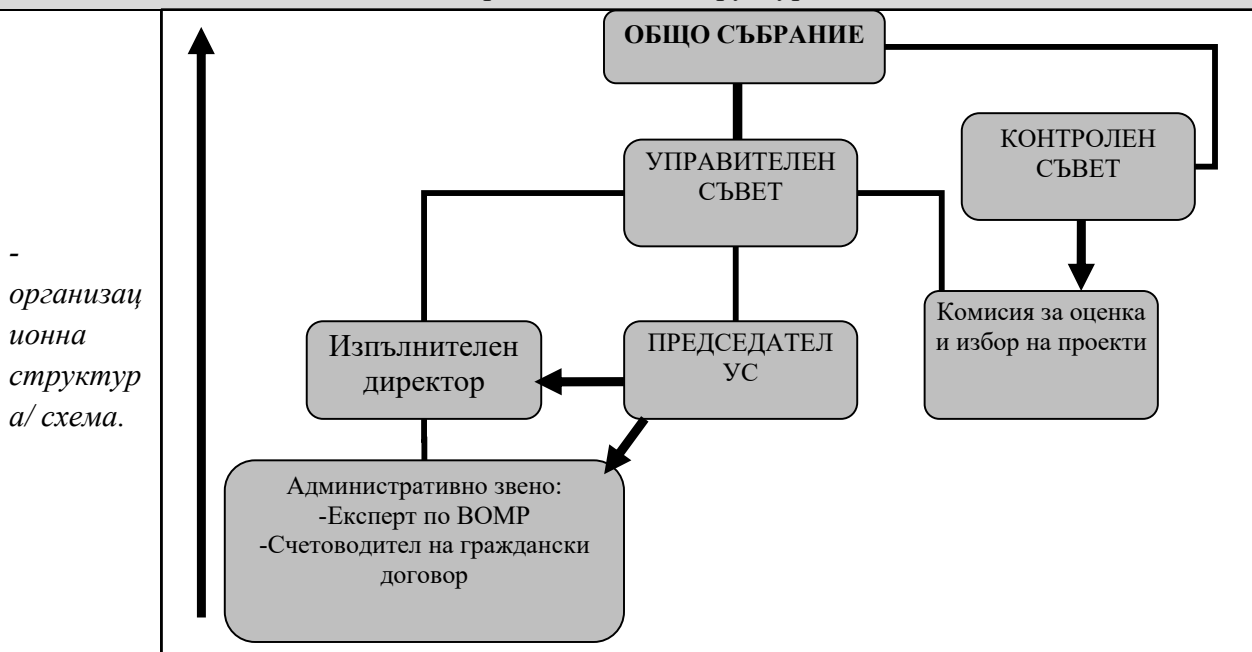 ОБЩО СЪБРАНИЕ
КОНТРОЛЕН
СЪВЕТ
УПРАВИТЕЛЕН
СЪВЕТ
-
организац
ионна
структур
а/ схема.
Изпълнителен
директор
ПРЕДСЕДАТЕЛ
УС
Комисия за оценка
и избор на проекти
Административно звено:
-Експерт по ВОМР
-Счетоводител на граждански
договор